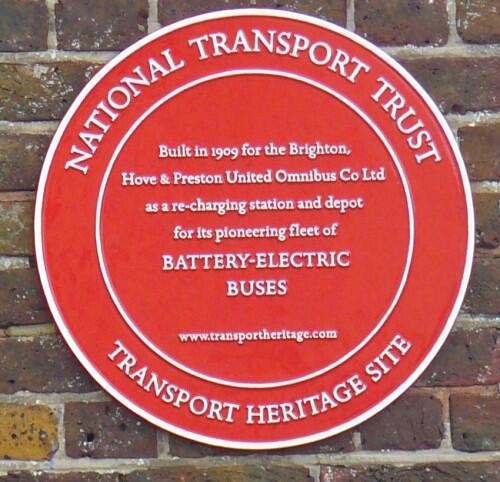 NATIONAL TRANSPORT TRUST
Built in 1909 for the Brighton,
Hove & Preston United Omnibus Co Ltd
as a re-charging station and depot
for its pioneering fleet of
BATTERY-ELECTRIC
BUSES
www.transportheritage.com
TRANSPORT HERITAGE SITE